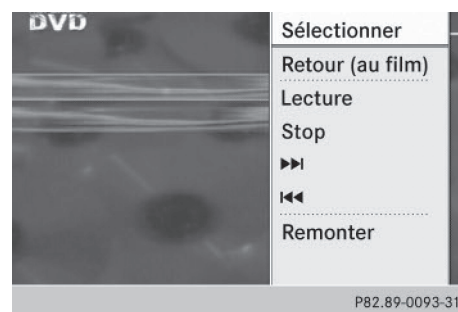 DVD
Sélectionner
Retour (au film)
Lecture
Stop
▶▶I
I◀◀
Remonter
P82.89-0093-31